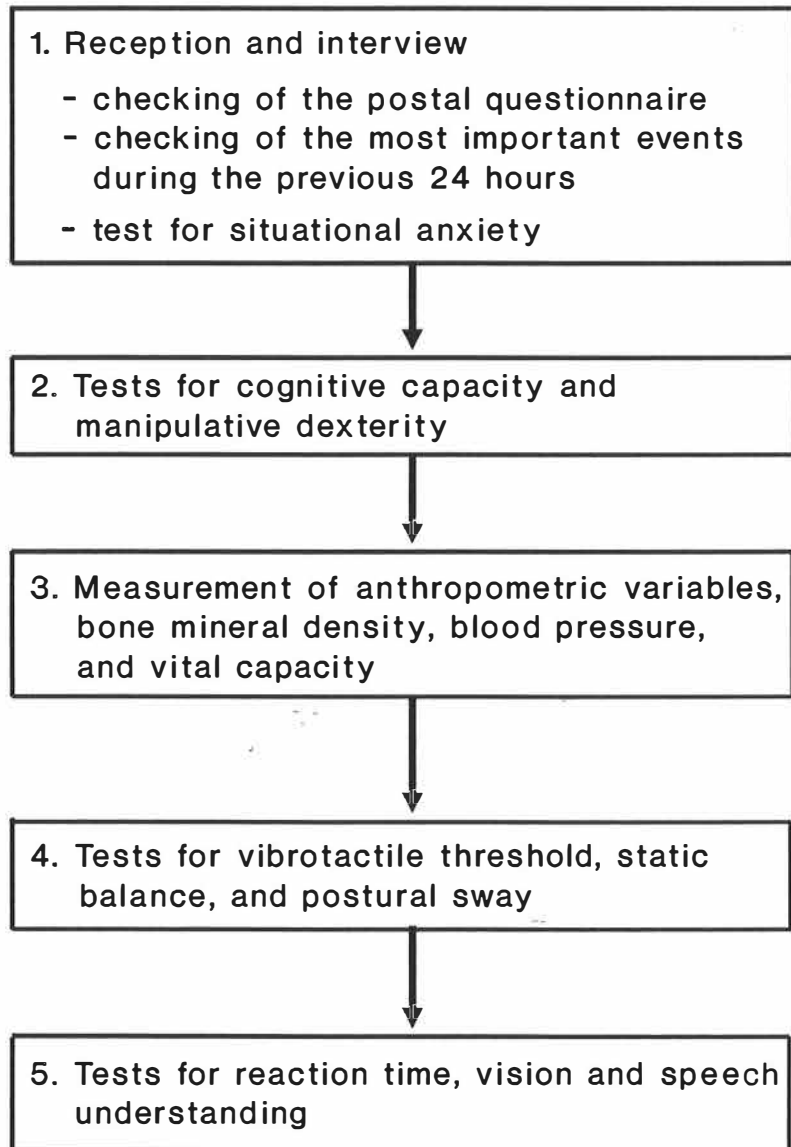 1. Reception and interview
- checking of the postal questionnaire
- checking of the most important events
during the previous 24 hours
- test for situational anxiety
2. Tests for cognitive capacity and
manipulative dexterity
3. Measurement of anthropometric variables,
bone mineral density, blood pressure,
and vital capacity
4. Tests for vibrotactile threshold, static
balance, and postural sway
5. Tests for reaction time, vision and speech
understanding